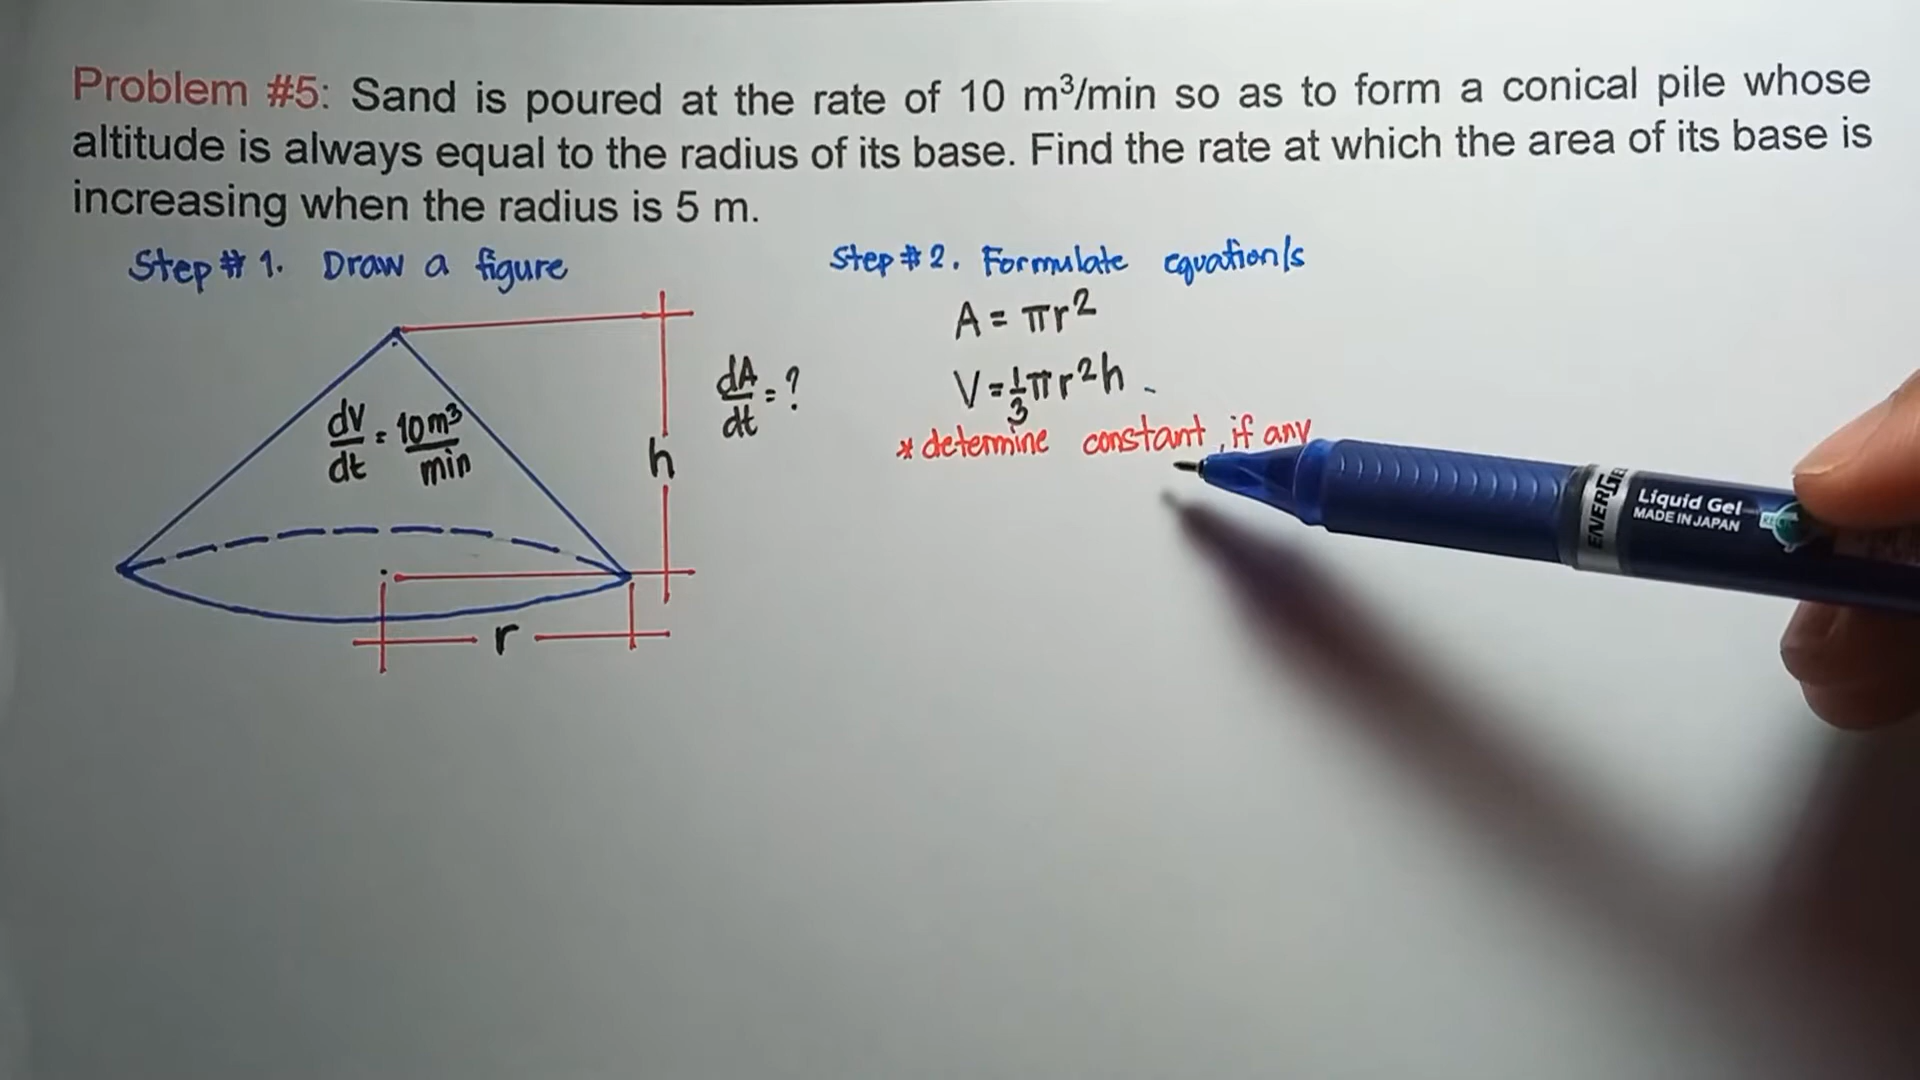 Problem #5: Sand is poured at the rate of 10 m³/min so as to form a conical pile whose
altitude is always equal to the radius of its base. Find the rate at which the area of its base is
increasing when the radius is 5 m.
Step # 1. Draw a figure
dV/dt = 10m³/min
h
r
dA/dt = ?
Step # 2. Formulate equation/s
A = πr²
V = 1/3 πr²h
* determine constant, if any
ENERGEL
Liquid Gel
MADE IN JAPAN